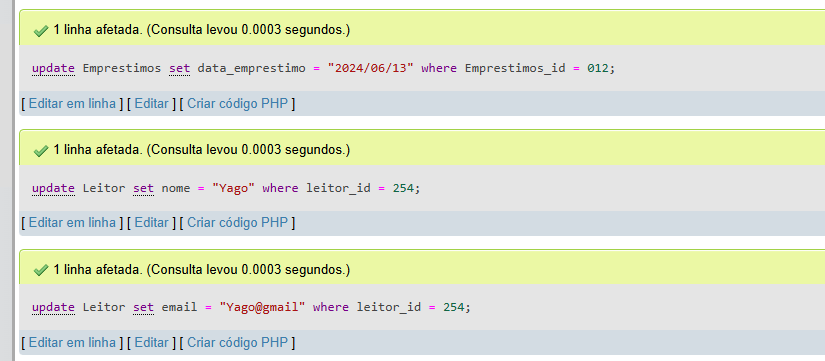 1 linha afetada. (Consulta levou 0.0003 segundos.)
update Emprestimos set data_emprestimo = "2024/06/13" where Emprestimos_id = 012;
[ Editar em linha ] [ Editar ] [ Criar código PHP ]
1 linha afetada. (Consulta levou 0.0003 segundos.)
update Leitor set nome = "Yago" where leitor_id = 254;
[ Editar em linha ] [ Editar ] [ Criar código PHP ]
1 linha afetada. (Consulta levou 0.0003 segundos.)
update Leitor set email = "Yago@gmail" where leitor_id = 254;
[ Editar em linha ] [ Editar ] [ Criar código PHP ]